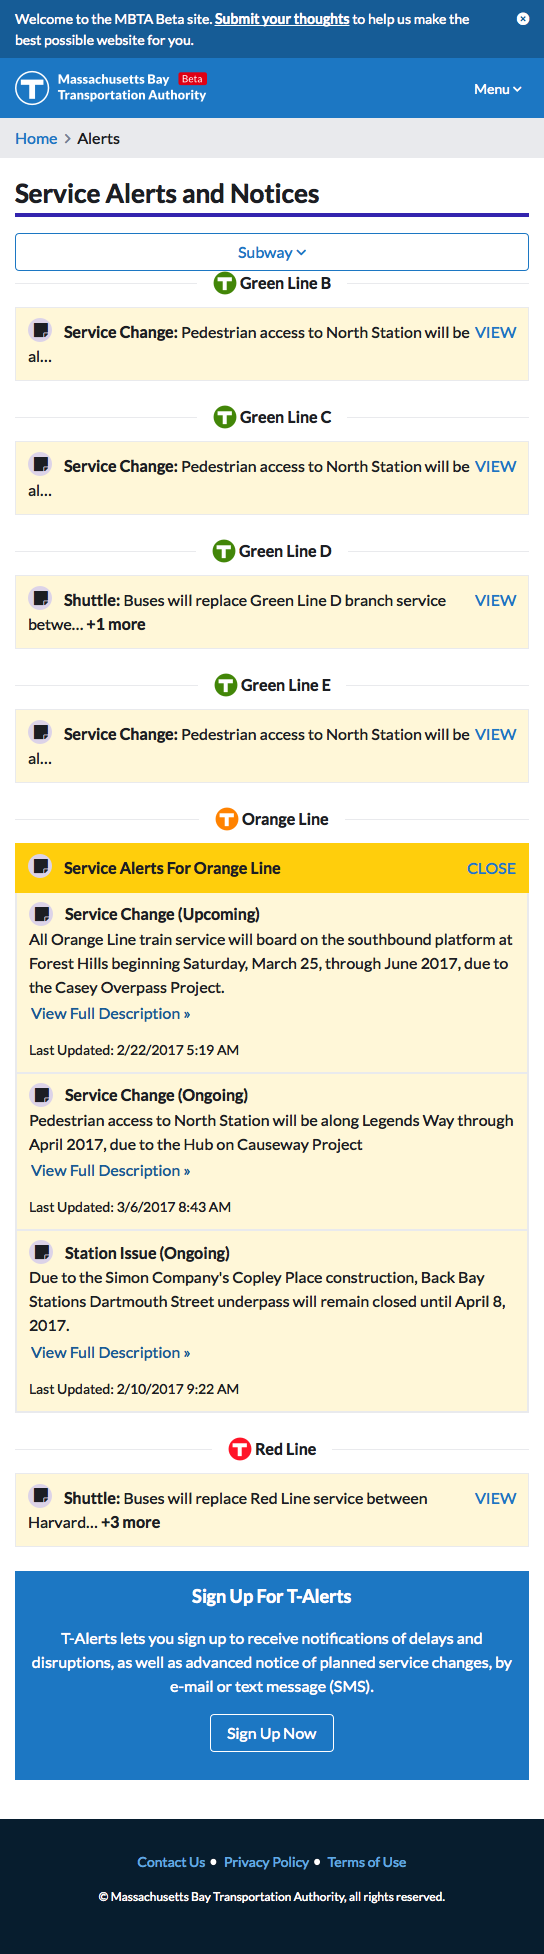 Welcome to the MBTA Beta site. Submit your thoughts to help us make the
best possible website for you.
Massachusetts Bay Beta
Transportation Authority
Menu
Home > Alerts
Service Alerts and Notices
Subway
T Green Line B
Service Change: Pedestrian access to North Station will be VIEW
al...
T Green Line C
Service Change: Pedestrian access to North Station will be VIEW
al...
T Green Line D
Shuttle: Buses will replace Green Line D branch service VIEW
betwe... +1 more
T Green Line E
Service Change: Pedestrian access to North Station will be VIEW
al...
T Orange Line
Service Alerts For Orange Line CLOSE
Service Change (Upcoming)
All Orange Line train service will board on the southbound platform at
Forest Hills beginning Saturday, March 25, through June 2017, due to
the Casey Overpass Project.
View Full Description »
Last Updated: 2/22/2017 5:19 AM
Service Change (Ongoing)
Pedestrian access to North Station will be along Legends Way through
April 2017, due to the Hub on Causeway Project
View Full Description »
Last Updated: 3/6/2017 8:43 AM
Station Issue (Ongoing)
Due to the Simon Company's Copley Place construction, Back Bay
Stations Dartmouth Street underpass will remain closed until April 8,
2017.
View Full Description »
Last Updated: 2/10/2017 9:22 AM
T Red Line
Shuttle: Buses will replace Red Line service between VIEW
Harvard... +3 more
Sign Up For T-Alerts
T-Alerts lets you sign up to receive notifications of delays and
disruptions, as well as advanced notice of planned service changes, by
e-mail or text message (SMS).
Sign Up Now
Contact Us • Privacy Policy • Terms of Use
© Massachusetts Bay Transportation Authority, all rights reserved.